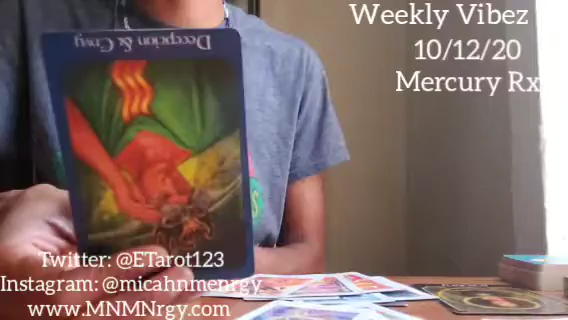 Weekly Vibez
10/12/20
Mercury Rx
Deception & Envy
Twitter: @ETarot123
Instagram: @micahnmenrgy
www.MNMNrgy.com